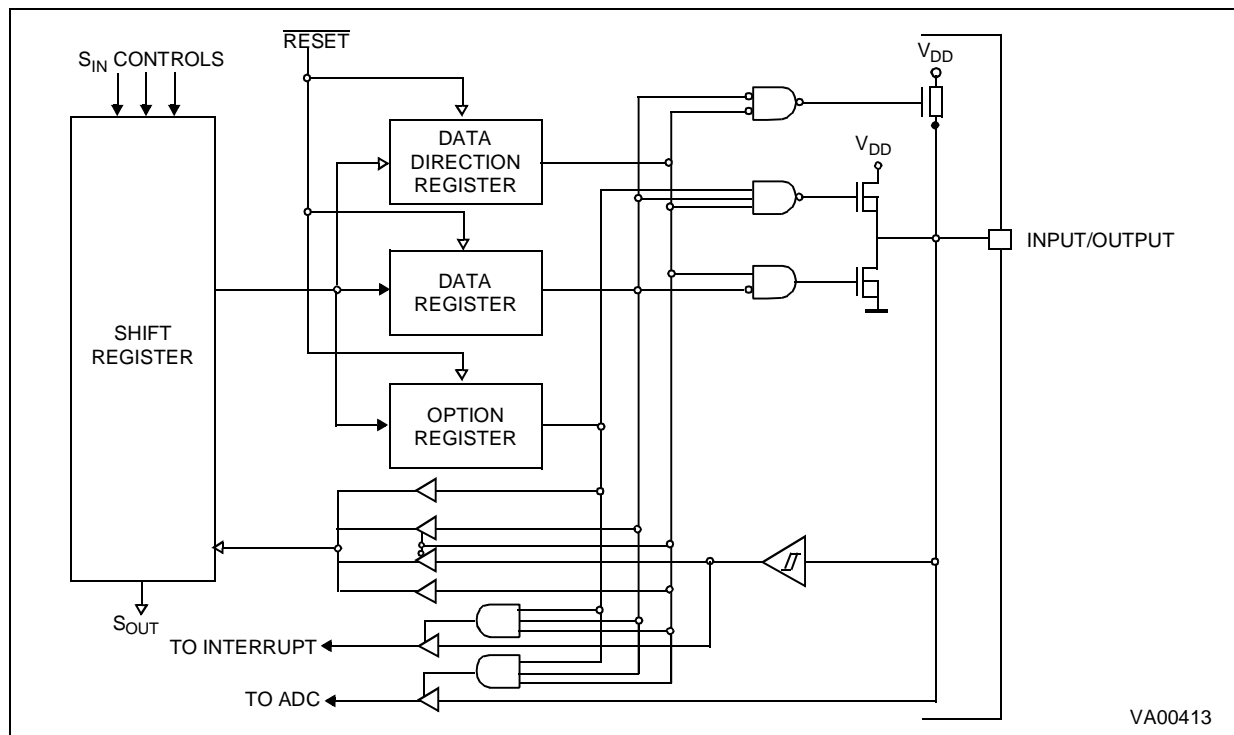 RESET
S_IN CONTROLS
V_DD
DATA
DIRECTION
REGISTER
V_DD
INPUT/OUTPUT
DATA
REGISTER
SHIFT
REGISTER
OPTION
REGISTER
S_OUT
TO INTERRUPT
TO ADC
VA00413